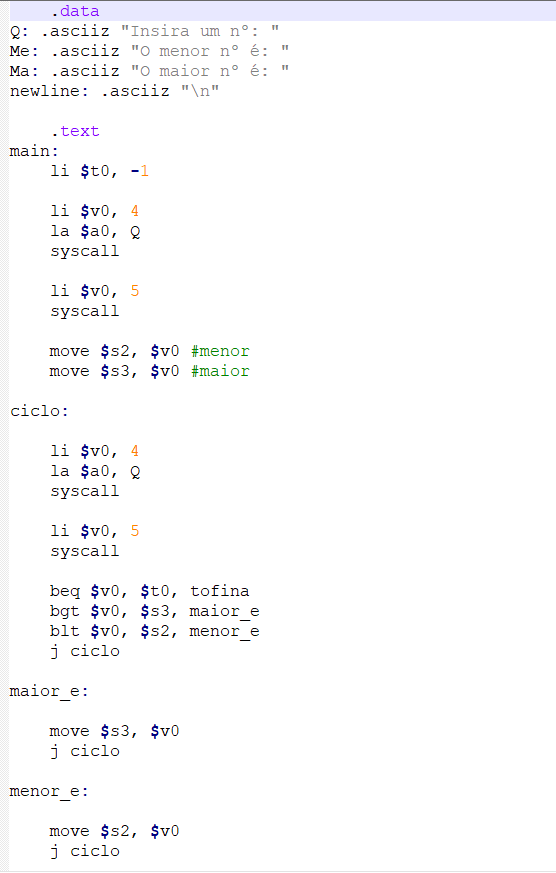 .data
Q: .asciiz "Insira um nº: "
Me: .asciiz "O menor nº é: "
Ma: .asciiz "O maior nº é: "
newline: .asciiz "\n"
.text
main:
li $t0, -1
li $v0, 4
la $a0, Q
syscall
li $v0, 5
syscall
move $s2, $v0 #menor
move $s3, $v0 #maior
ciclo:
li $v0, 4
la $a0, Q
syscall
li $v0, 5
syscall
beq $v0, $t0, tofina
bgt $v0, $s3, maior_e
blt $v0, $s2, menor_e
j ciclo
maior_e:
move $s3, $v0
j ciclo
menor_e:
move $s2, $v0
j ciclo